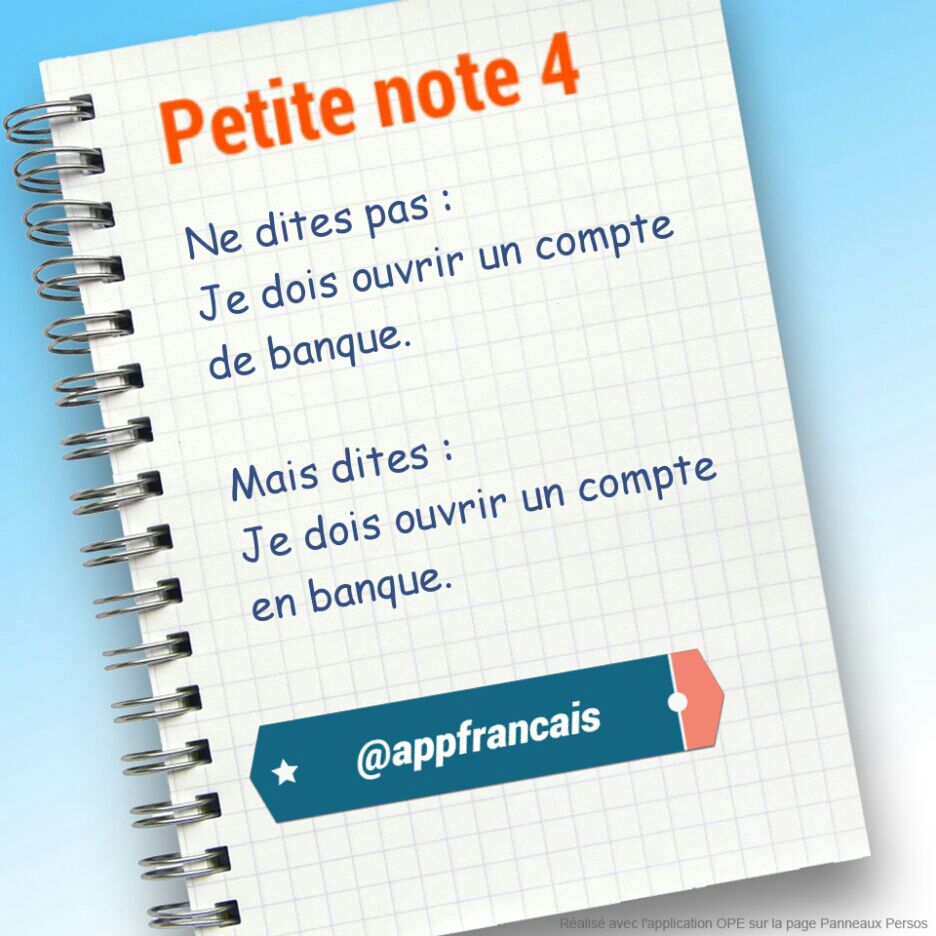 Petite note 4
Ne dites pas :
Je dois ouvrir un compte
de banque.
Mais dites :
Je dois ouvrir un compte
en banque.
@appfrancais
Réalisé avec l'application OPE sur la page Panneaux Persos